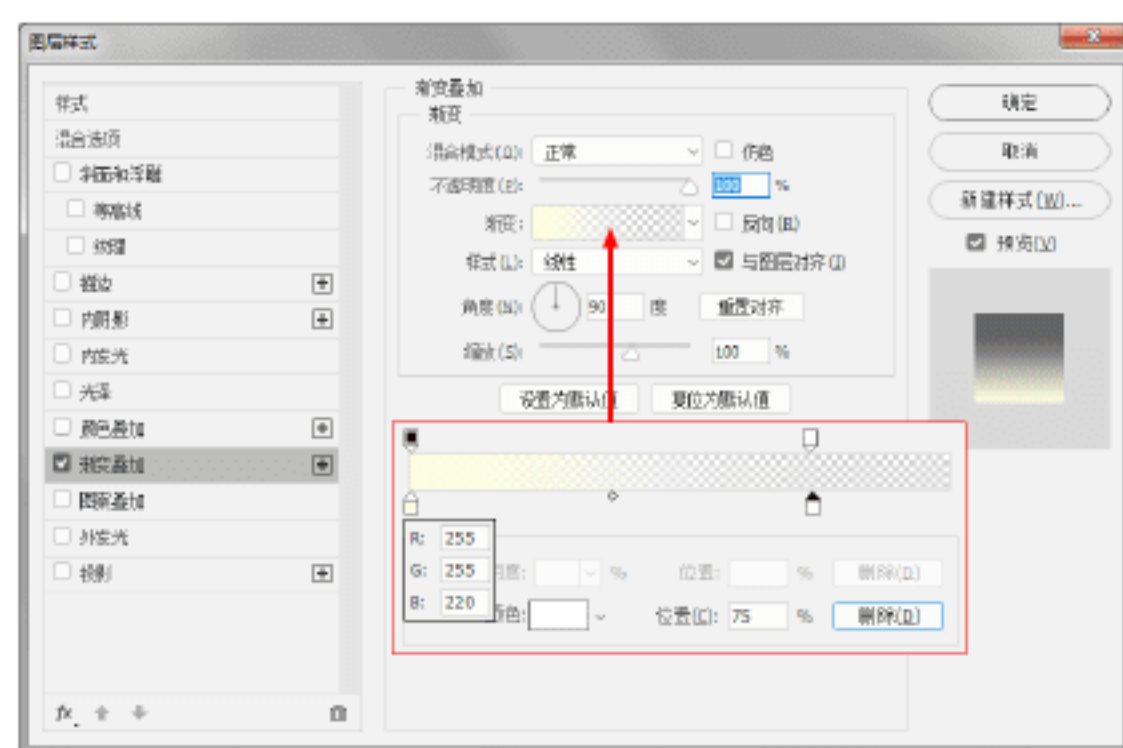 图层样式
样式
混合选项
斜面和浮雕
等高线
纹理
描边
内阴影
内发光
光泽
颜色叠加
渐变叠加
图案叠加
外发光
投影
fx
渐变叠加
渐变
混合模式(O): 正常 仿色
不透明度(P): 100 %
渐变: 反向(R)
样式(L): 线性 与图层对齐(I)
角度(N): 90 度 重置对齐
缩放(S): 100 %
设置为默认值 复位为默认值
R: 255
G: 255 明度: % 位置: % 删除(D)
B: 220 颜色: 位置(C): 75 % 删除(D)
确定
取消
新建样式(W)...
预览(V)